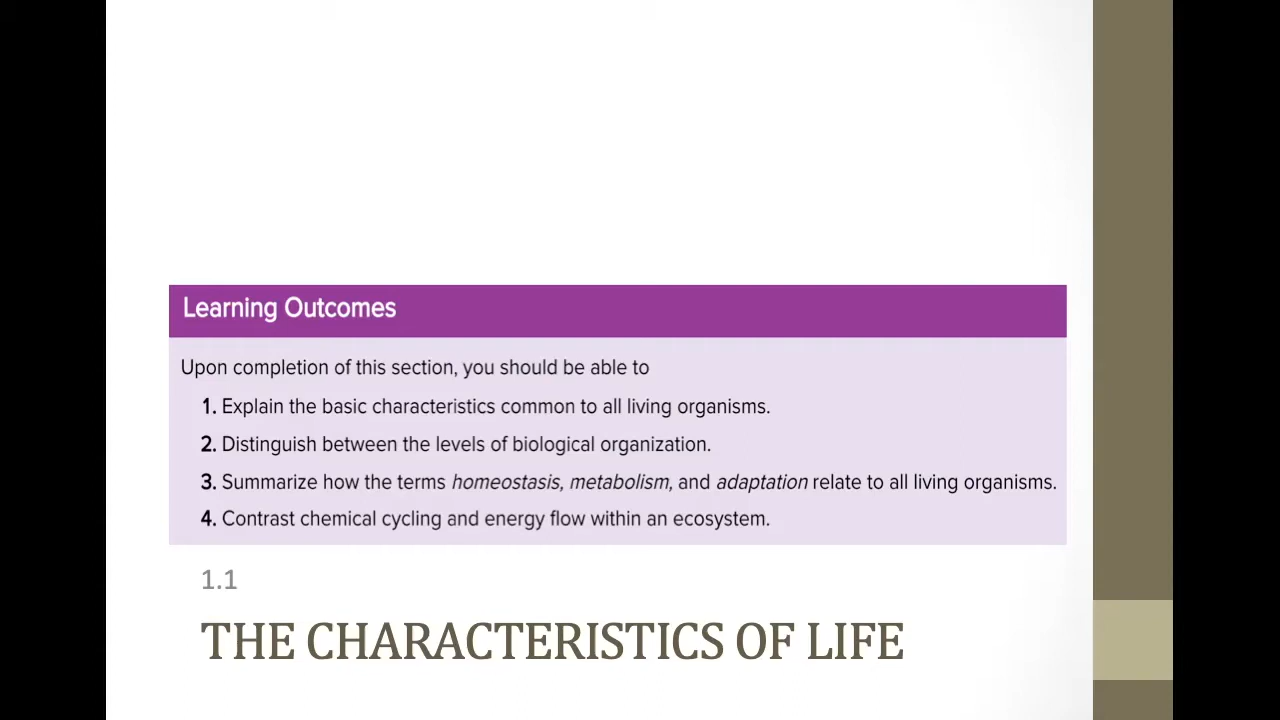 Learning Outcomes
Upon completion of this section, you should be able to
1. Explain the basic characteristics common to all living organisms.
2. Distinguish between the levels of biological organization.
3. Summarize how the terms homeostasis, metabolism, and adaptation relate to all living organisms.
4. Contrast chemical cycling and energy flow within an ecosystem.
1.1
THE CHARACTERISTICS OF LIFE